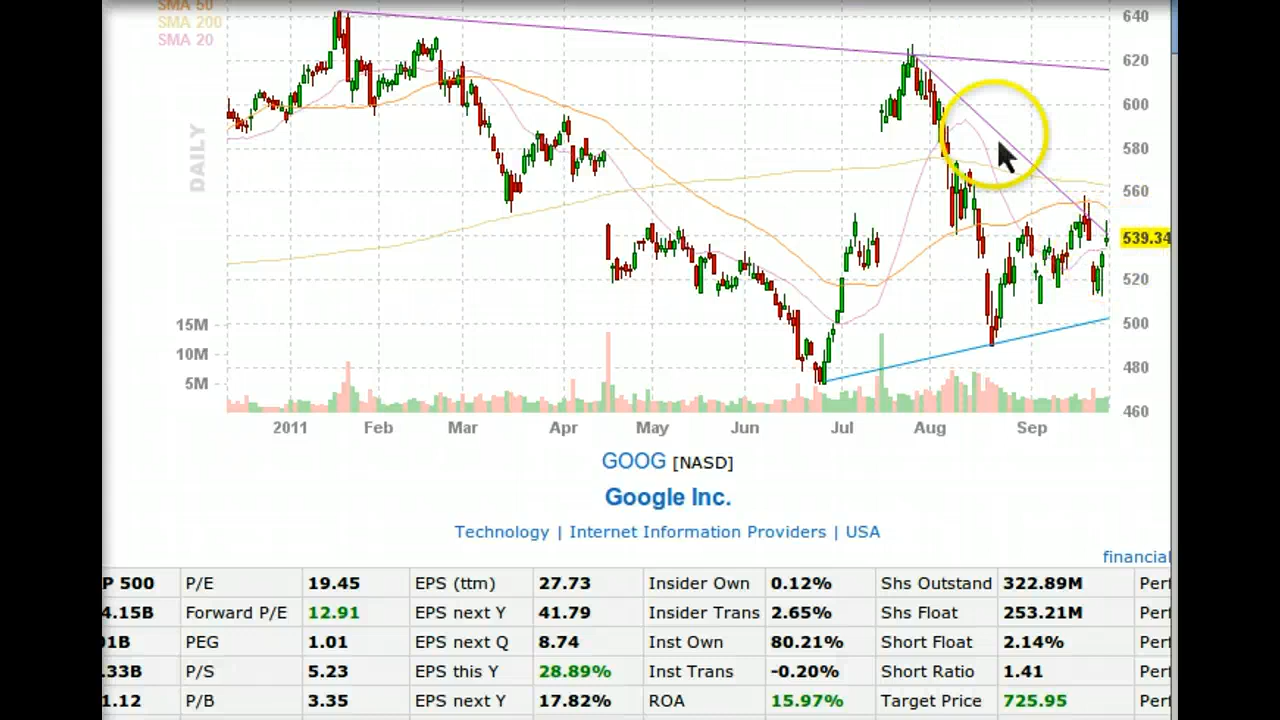 SMA 50
SMA 200
SMA 20
DAILY
640
620
600
580
560
539.34
520
500
480
460
15M
10M
5M
2011 Feb Mar Apr May Jun Jul Aug Sep
GOOG [NASD]
Google Inc.
Technology | Internet Information Providers | USA
financial
P 500 P/E 19.45 EPS (ttm) 27.73 Insider Own 0.12% Shs Outstand 322.89M Perf
4.15B Forward P/E 12.91 EPS next Y 41.79 Insider Trans 2.65% Shs Float 253.21M Perf
01B PEG 1.01 EPS next Q 8.74 Inst Own 80.21% Short Float 2.14% Perf
.33B P/S 5.23 EPS this Y 28.89% Inst Trans -0.20% Short Ratio 1.41 Perf
1.12 P/B 3.35 EPS next Y 17.82% ROA 15.97% Target Price 725.95 Perf